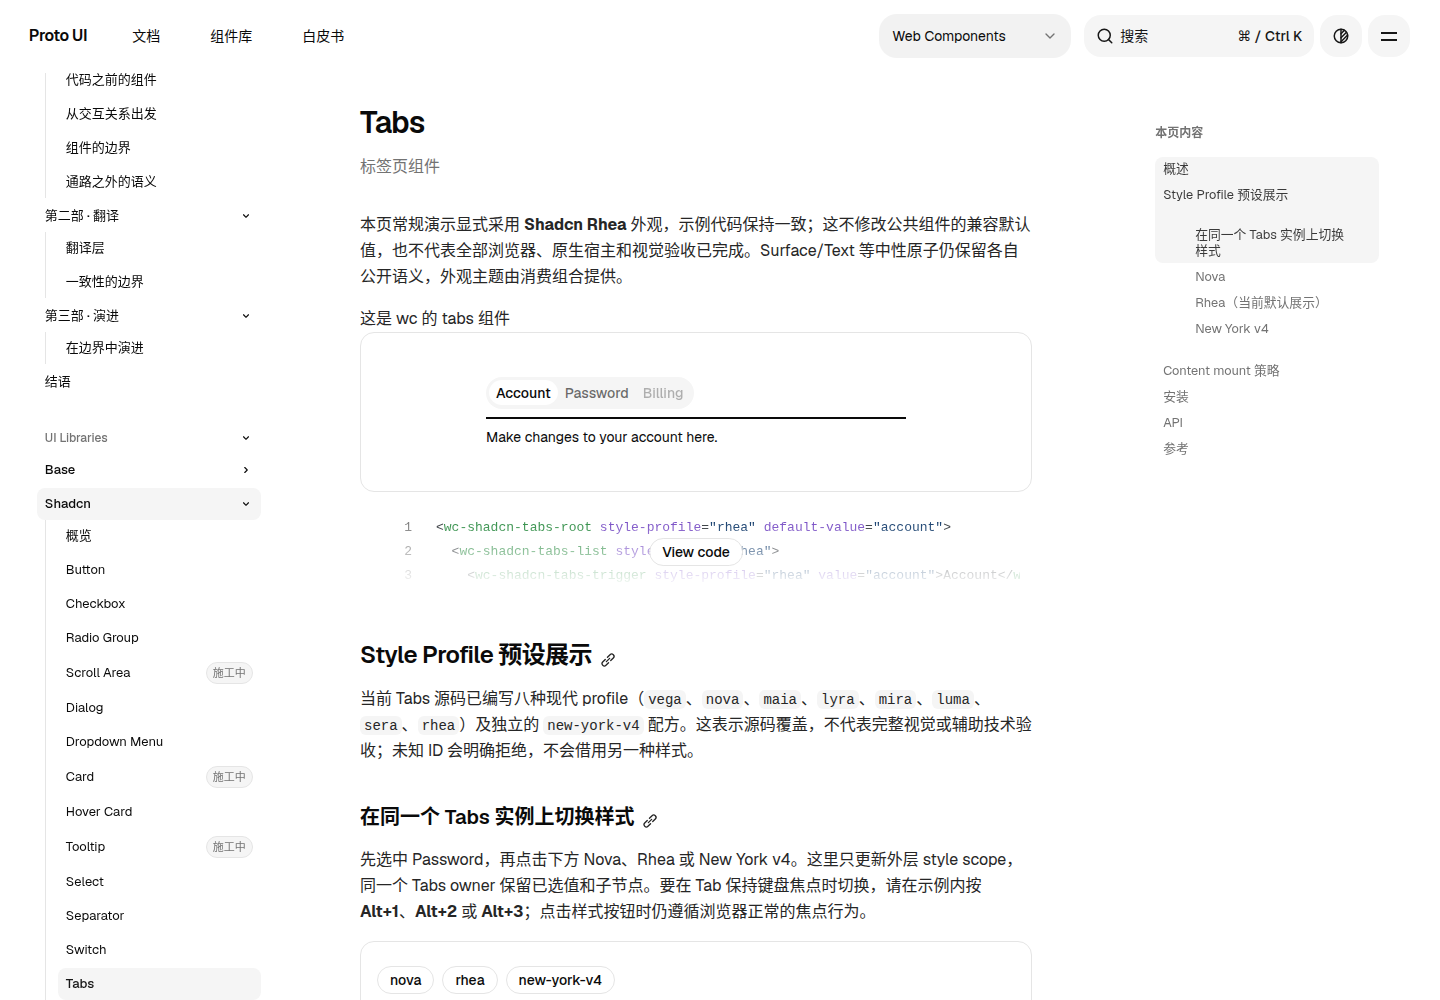 Proto UI
文档
组件库
白皮书
Web Components
搜索
⌘ / Ctrl K
代码之前的组件
从交互关系出发
组件的边界
通路之外的语义
第二部 · 翻译
翻译层
一致性的边界
第三部 · 演进
在边界中演进
结语
UI Libraries
Base
Shadcn
概览
Button
Checkbox
Radio Group
Scroll Area 施工中
Dialog
Dropdown Menu
Card 施工中
Hover Card
Tooltip 施工中
Select
Separator
Switch
Tabs
Tabs
标签页组件
本页常规演示显式采用 Shadcn Rhea 外观，示例代码保持一致；这不修改公共组件的兼容默认
值，也不代表全部浏览器、原生宿主和视觉验收已完成。Surface/Text 等中性原子仍保留各自
公开语义，外观主题由消费组合提供。
这是 wc 的 tabs 组件
Account Password Billing
Make changes to your account here.
1 <wc-shadcn-tabs-root style-profile="rhea" default-value="account">
2 <wc-shadcn-tabs-list style hea">
View code
3 <wc-shadcn-tabs-trigger style-profile="rhea" value="account">Account</w
Style Profile 预设展示
当前 Tabs 源码已编写八种现代 profile（vega、nova、maia、lyra、mira、luma、
sera、rhea）及独立的 new-york-v4 配方。这表示源码覆盖，不代表完整视觉或辅助技术验
收；未知 ID 会明确拒绝，不会借用另一种样式。
在同一个 Tabs 实例上切换样式
先选中 Password，再点击下方 Nova、Rhea 或 New York v4。这里只更新外层 style scope，
同一个 Tabs owner 保留已选值和子节点。要在 Tab 保持键盘焦点时切换，请在示例内按
Alt+1、Alt+2 或 Alt+3；点击样式按钮时仍遵循浏览器正常的焦点行为。
nova rhea new-york-v4
本页内容
概述
Style Profile 预设展示
在同一个 Tabs 实例上切换
样式
Nova
Rhea（当前默认展示）
New York v4
Content mount 策略
安装
API
参考